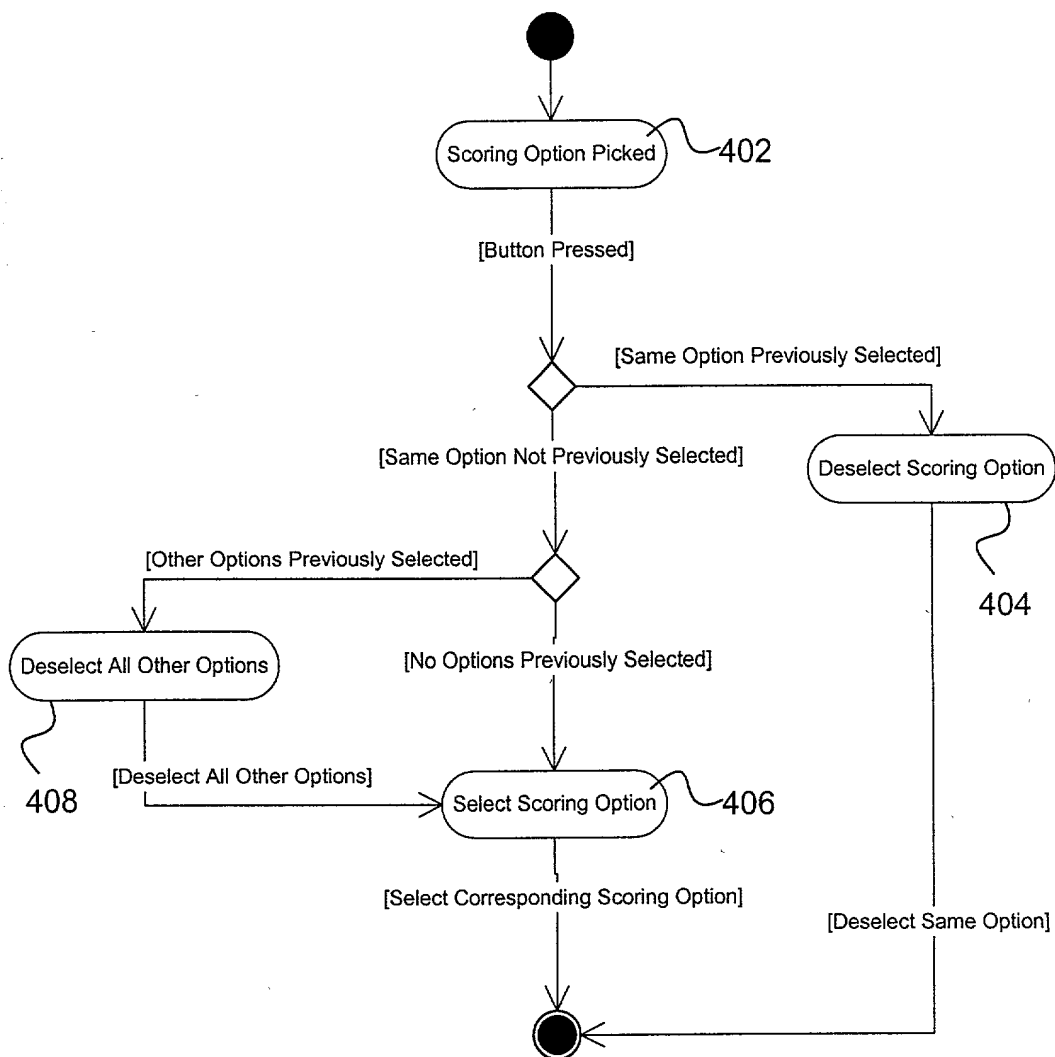 Scoring Option Picked
402
[Button Pressed]
[Same Option Previously Selected]
[Same Option Not Previously Selected]
Deselect Scoring Option
404
[Other Options Previously Selected]
Deselect All Other Options
[No Options Previously Selected]
408
[Deselect All Other Options]
Select Scoring Option
406
[Select Corresponding Scoring Option]
[Deselect Same Option]